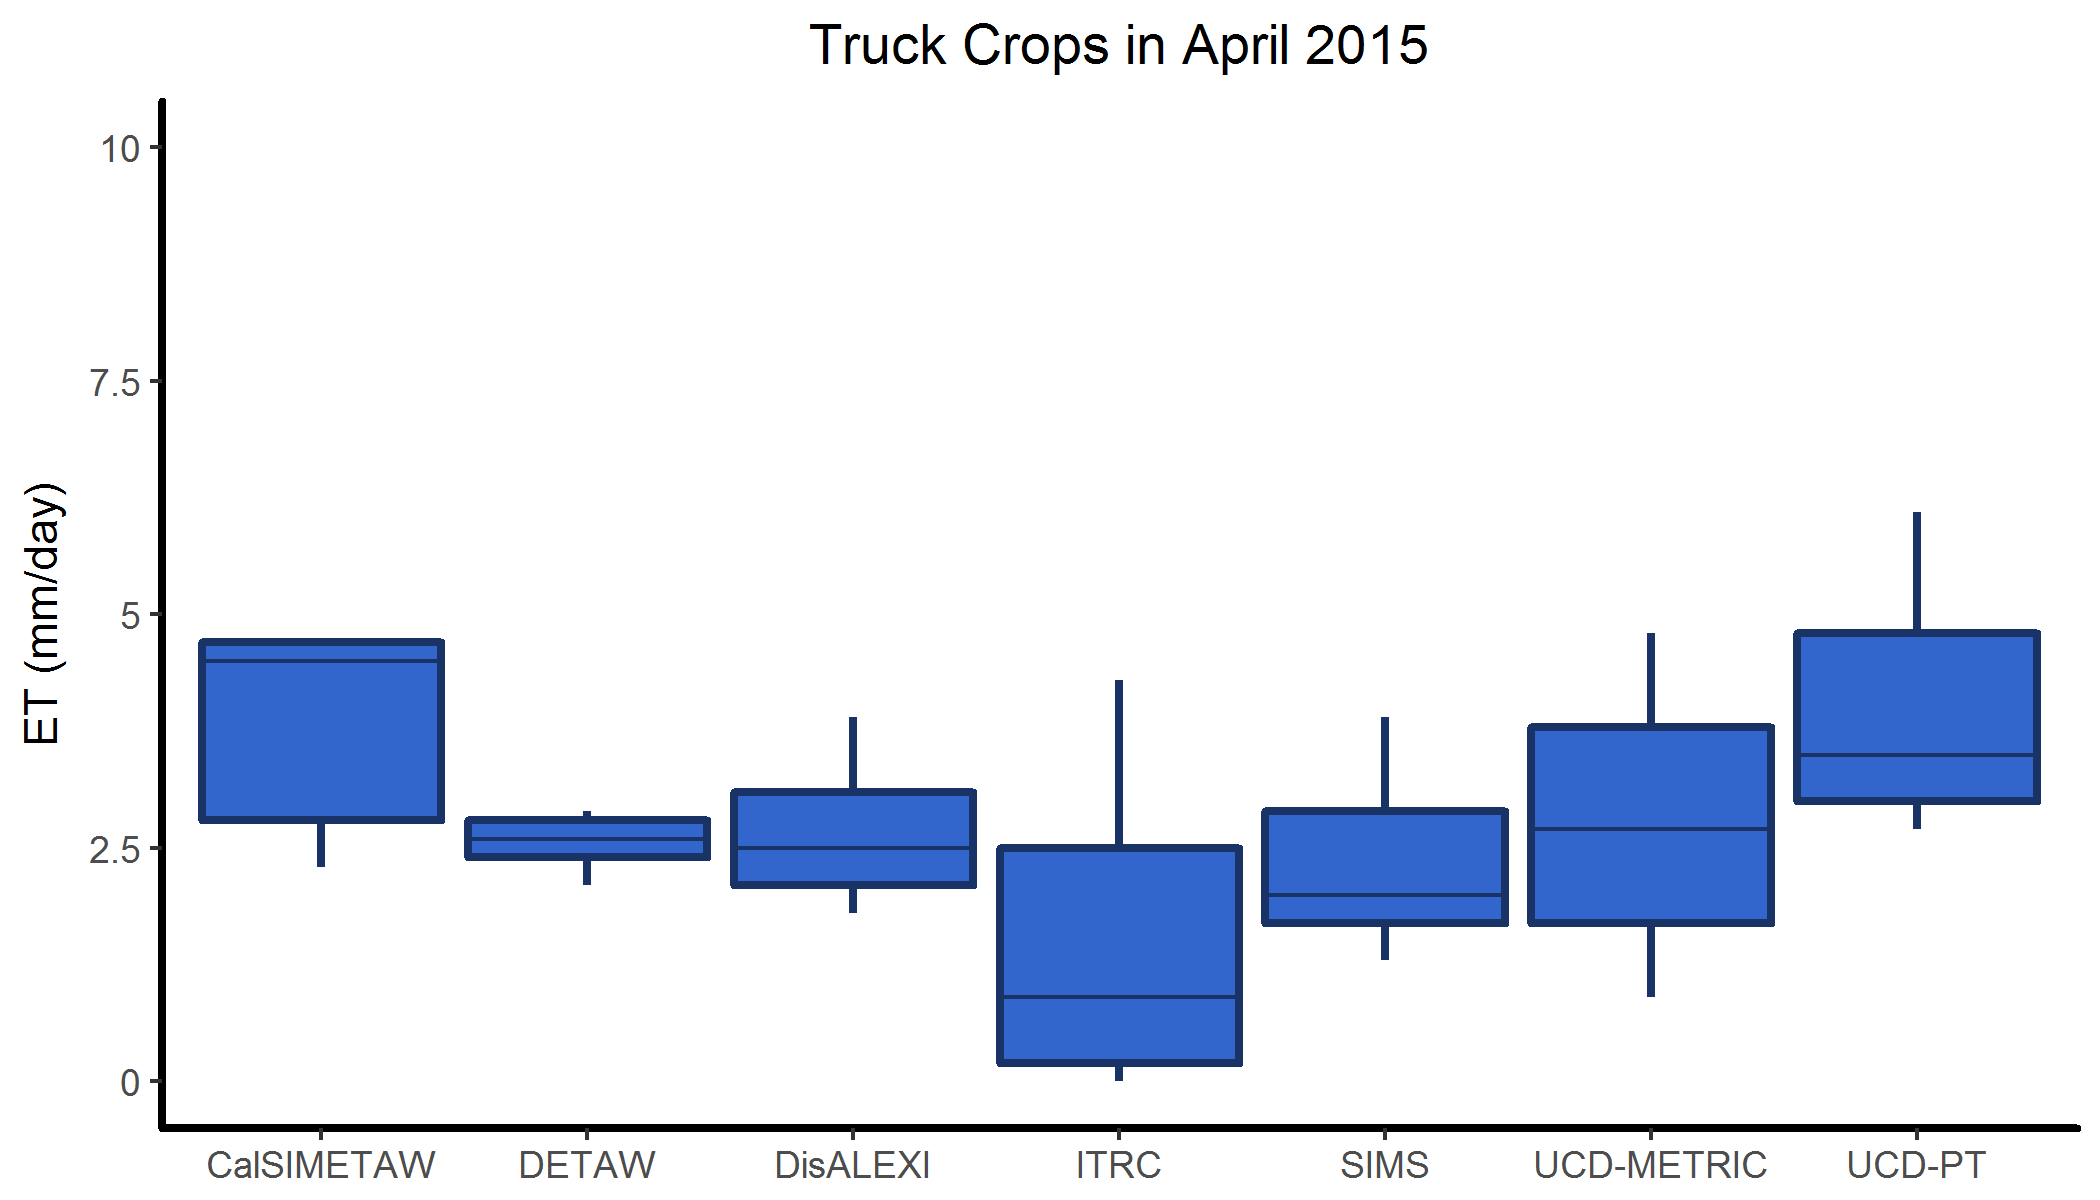 Truck Crops in April 2015
ET (mm/day)
10
7.5
5
2.5
0
CalSIMETAW DETAW DisALEXI ITRC SIMS UCD-METRIC UCD-PT